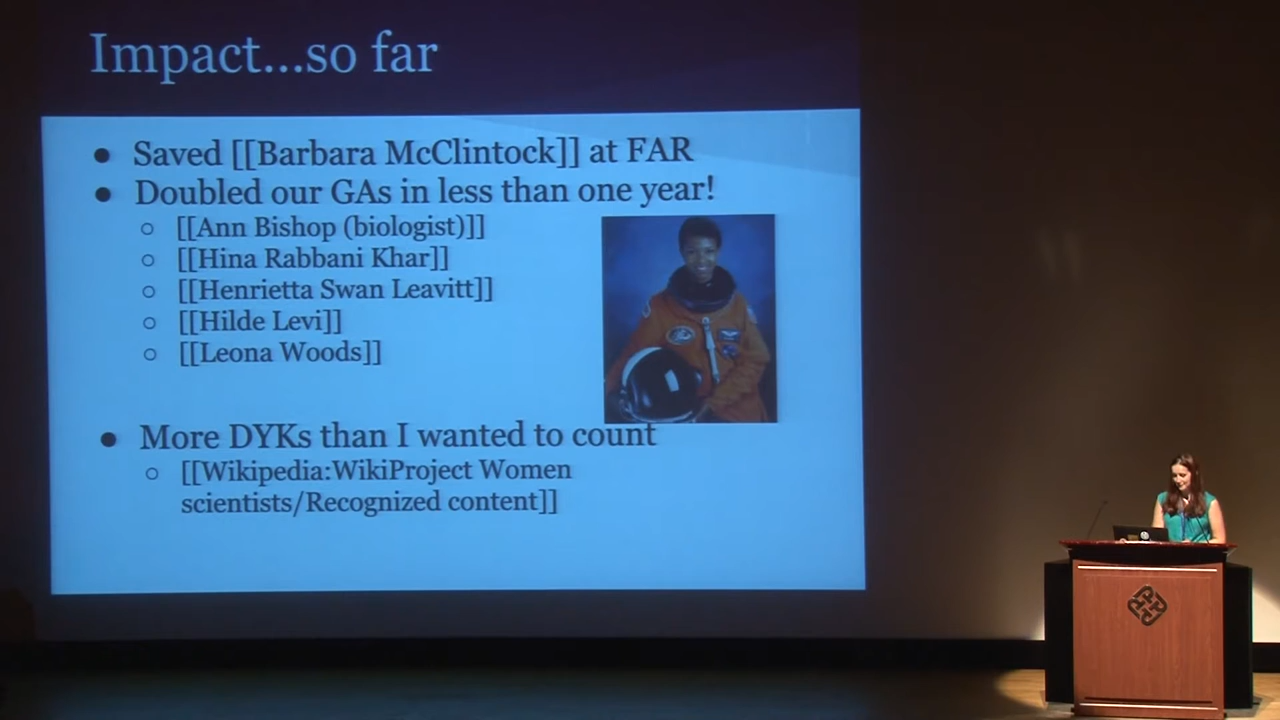 Impact...so far
● Saved [[Barbara McClintock]] at FAR
● Doubled our GAs in less than one year!
○ [[Ann Bishop (biologist)]]
○ [[Hina Rabbani Khar]]
○ [[Henrietta Swan Leavitt]]
○ [[Hilde Levi]]
○ [[Leona Woods]]
● More DYKs than I wanted to count
○ [[Wikipedia:WikiProject Women
scientists/Recognized content]]